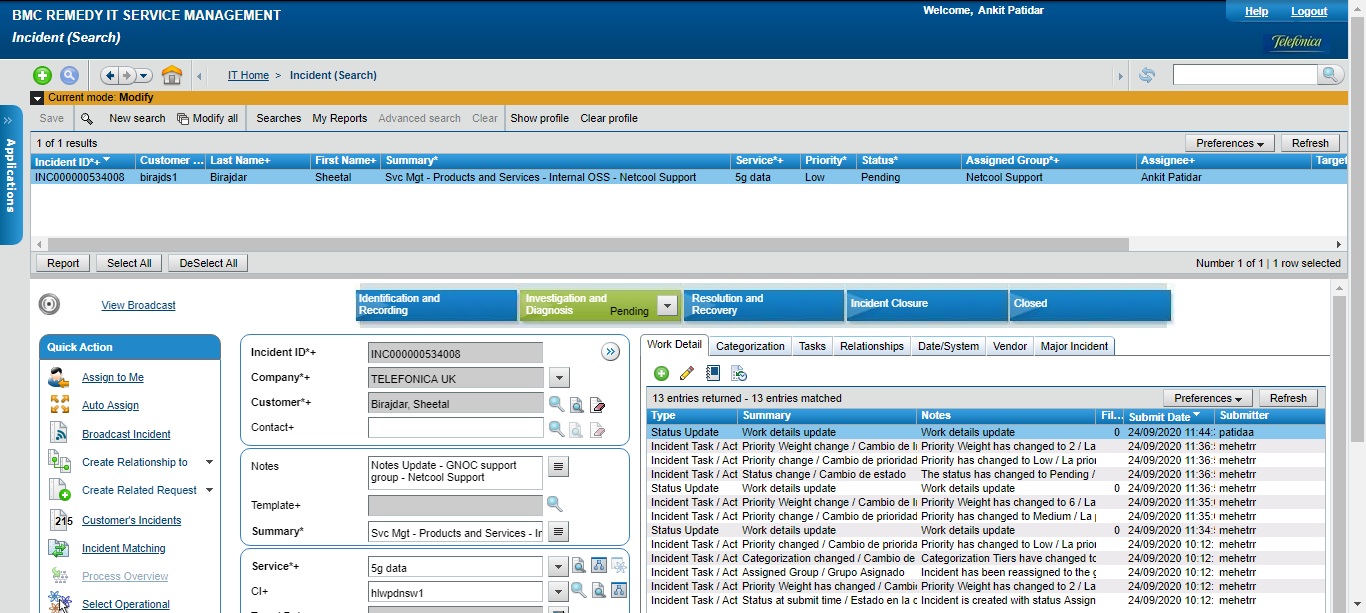 BMC REMEDY IT SERVICE MANAGEMENT
Welcome, Ankit Patidar
Help Logout
Incident (Search)
Telefónica
IT Home > Incident (Search)
Current mode: Modify
Save New search Modify all Searches My Reports Advanced search Clear Show profile Clear profile
Applications
1 of 1 results Preferences Refresh
Incident ID*+ Customer ... Last Name+ First Name+ Summary* Service*+ Priority* Status* Assigned Group*+ Assignee+ Target
INC000000534008 birajds1 Birajdar Sheetal Svc Mgt - Products and Services - Internal OSS - Netcool Support 5g data Low Pending Netcool Support Ankit Patidar
Report Select All DeSelect All Number 1 of 1 | 1 row selected
View Broadcast
Identification and
Recording
Investigation and
Diagnosis Pending
Resolution and
Recovery
Incident Closure
Closed
Quick Action
Assign to Me
Auto Assign
Broadcast Incident
Create Relationship to
Create Related Request
215 Customer's Incidents
Incident Matching
Process Overview
Select Operational
Incident ID*+ INC000000534008
Company*+ TELEFONICA UK
Customer*+ Birajdar, Sheetal
Contact+
Notes Notes Update - GNOC support
group - Netcool Support
Template+
Summary* Svc Mgt - Products and Services - In
Service*+ 5g data
CI+ hlwpdnsw1
Work Detail Categorization Tasks Relationships Date/System Vendor Major Incident
13 entries returned - 13 entries matched Preferences Refresh
Type Summary Notes Fil... Submit Date Submitter
Status Update Work details update Work details update 0 24/09/2020 11:44: patidaa
Incident Task / Act Priority Weight change / Cambio de I Priority Weight has changed to 2 / La 24/09/2020 11:36: mehetrr
Incident Task / Act Priority change / Cambio de prioridad Priority has changed to Low / La prior 24/09/2020 11:36: mehetrr
Incident Task / Act Status change / Cambio de estado The status has changed to Pending / 24/09/2020 11:36: mehetrr
Status Update Work details update Work details update 0 24/09/2020 11:36: mehetrr
Incident Task / Act Priority Weight change / Cambio de I Priority Weight has changed to 6 / La 24/09/2020 11:35: mehetrr
Incident Task / Act Priority change / Cambio de prioridad Priority has changed to Medium / La p 24/09/2020 11:35: mehetrr
Status Update Work details update Work details update 0 24/09/2020 11:34: mehetrr
Incident Task / Act Priority changed / Cambio de priorida Priority has changed to Low / La prior 24/09/2020 10:12: mehetrr
Incident Task / Act Categorization changed / Cambio de Categorization Tiers have changed to 24/09/2020 10:12: mehetrr
Incident Task / Act Assigned Group / Grupo Asignado Incident has been reassigned to the g 24/09/2020 10:12: mehetrr
Incident Task / Act Priority Weight has changed / Cambi Priority Weight has changed to 2 / La 24/09/2020 10:12: mehetrr
Incident Task / Act Status at submit time / Estado en la c Incident is created with status Assign 24/09/2020 10:12: mehetrr